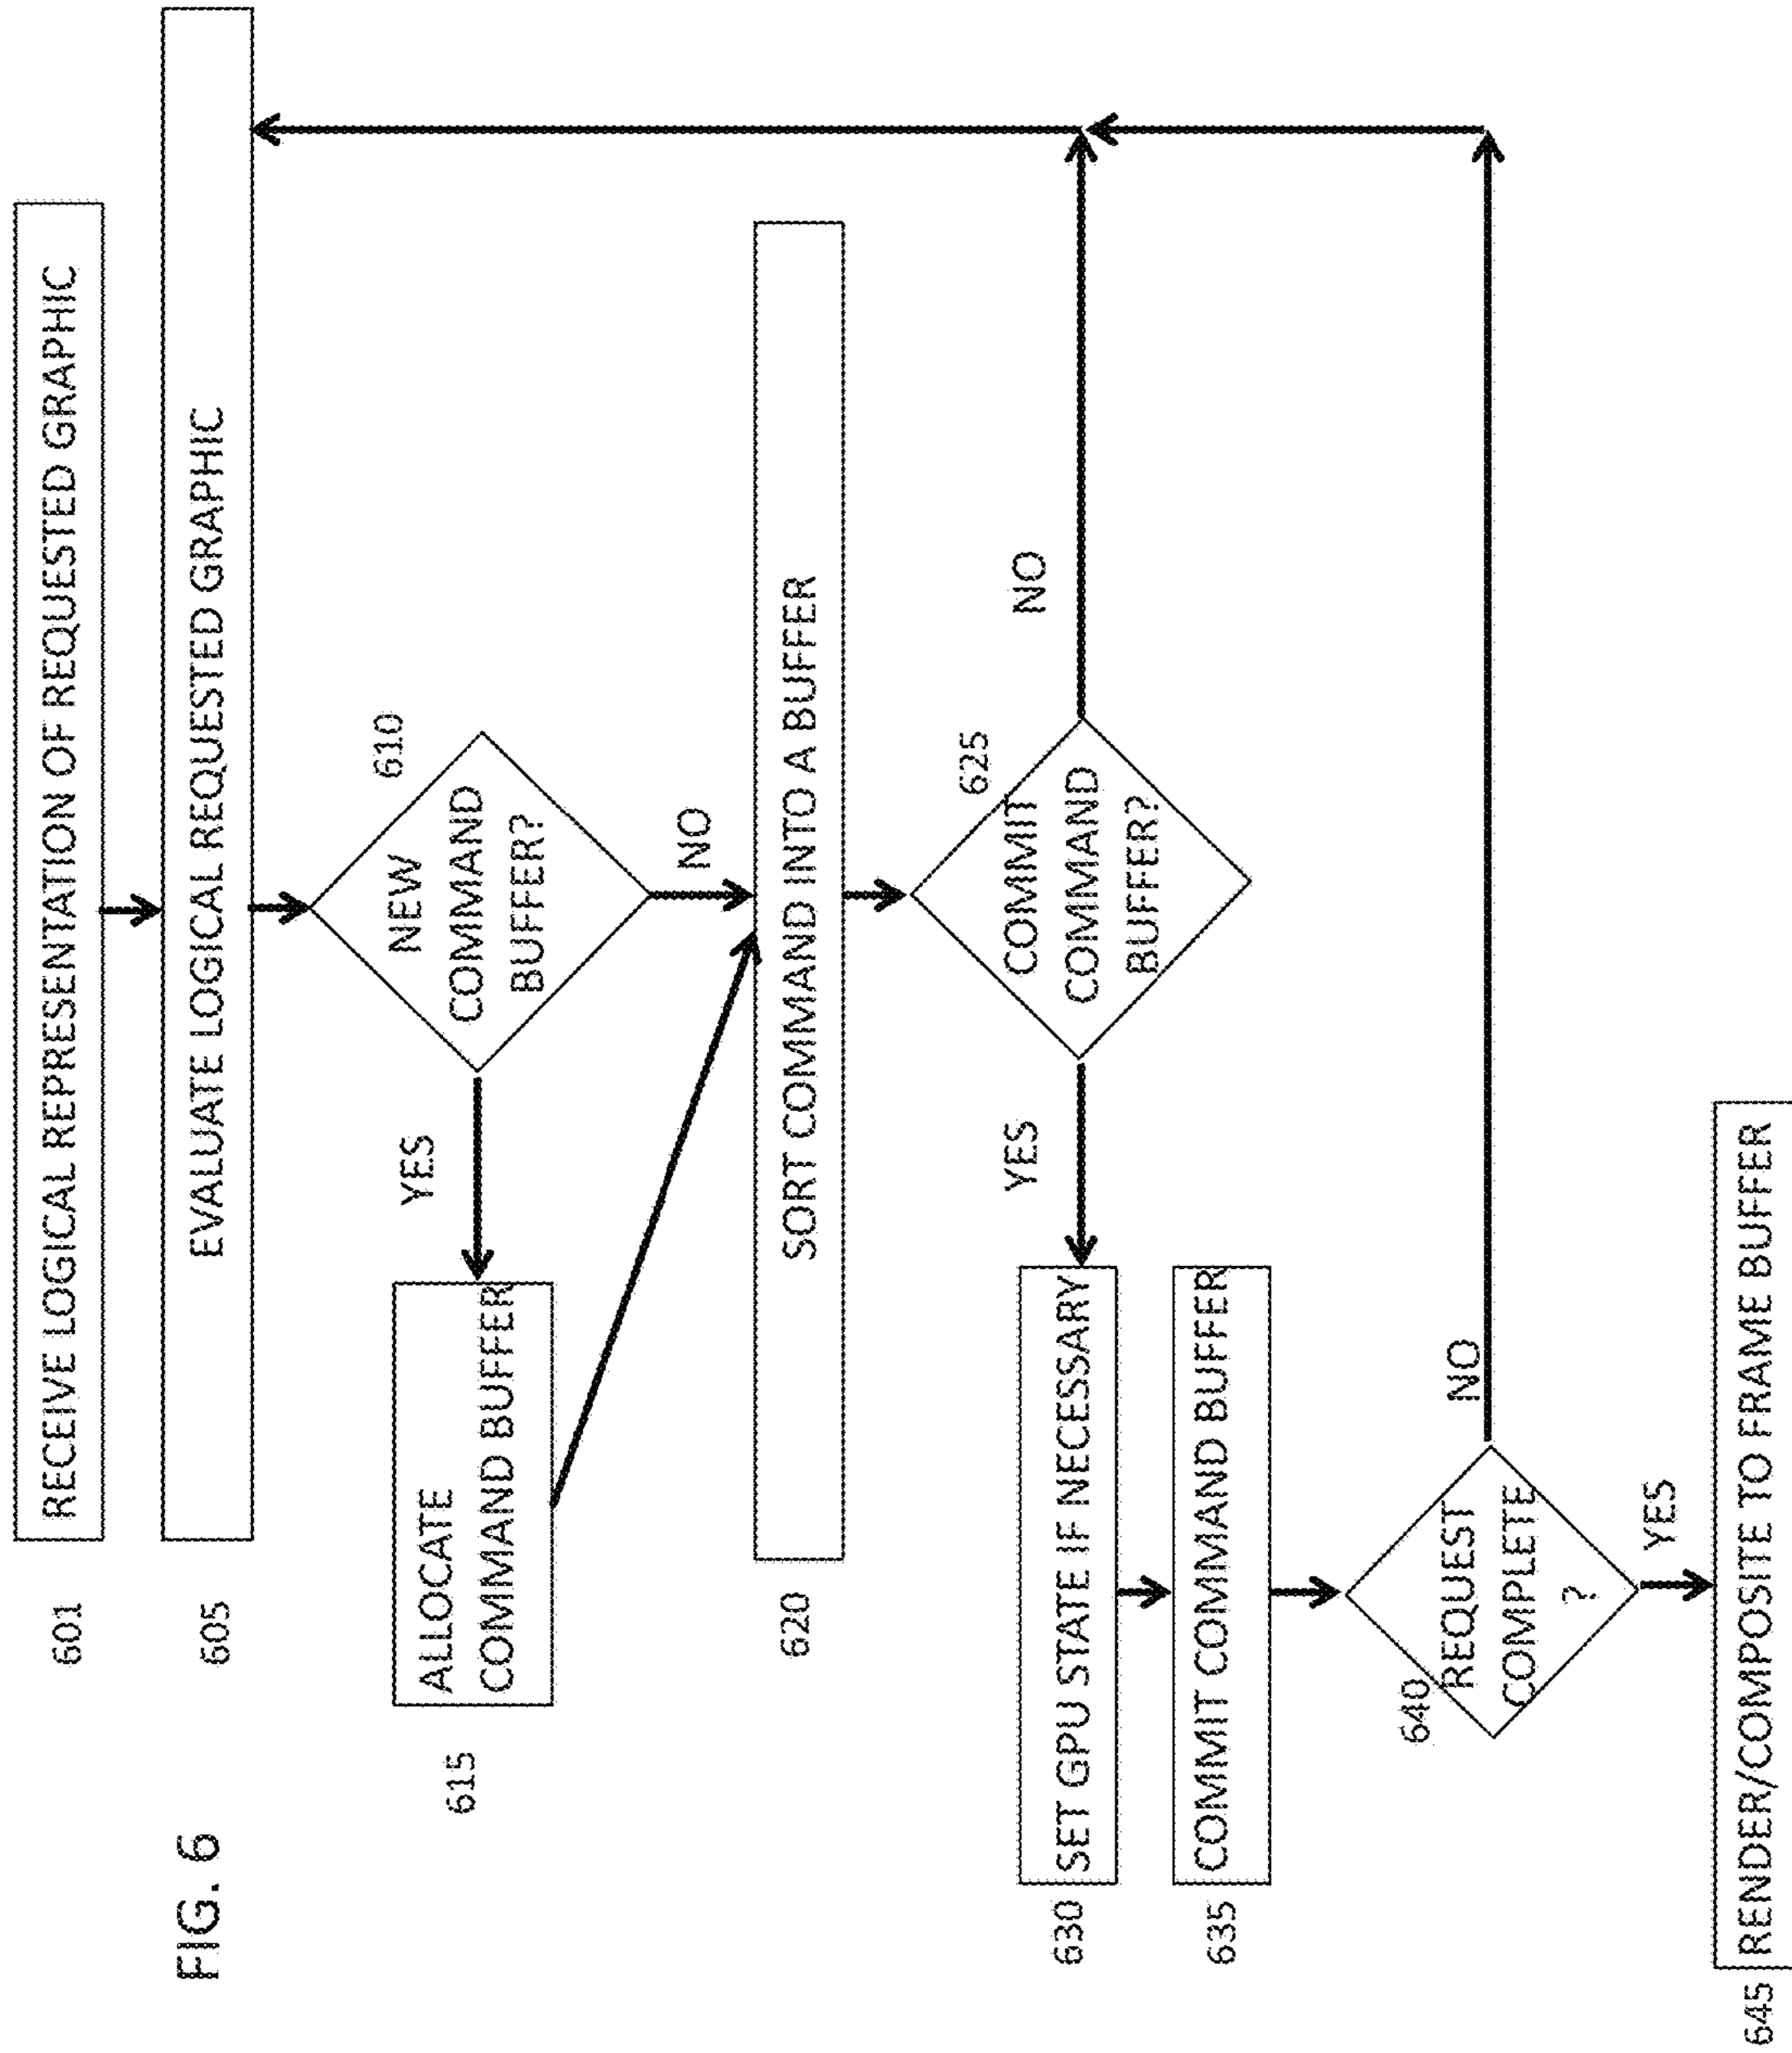 FIG. 6
601
RECEIVE LOGICAL REPRESENTATION OF REQUESTED GRAPHIC
605
EVALUATE LOGICAL REQUESTED GRAPHIC
610
NEW
COMMAND
BUFFER?
YES
NO
615
ALLOCATE
COMMAND BUFFER
620
SORT COMMAND INTO A BUFFER
625
COMMIT
COMMAND
BUFFER?
YES
NO
630
SET GPU STATE IF NECESSARY
635
COMMIT COMMAND BUFFER
640
REQUEST
COMPLETE
?
NO
YES
645
RENDER/COMPOSITE TO FRAME BUFFER